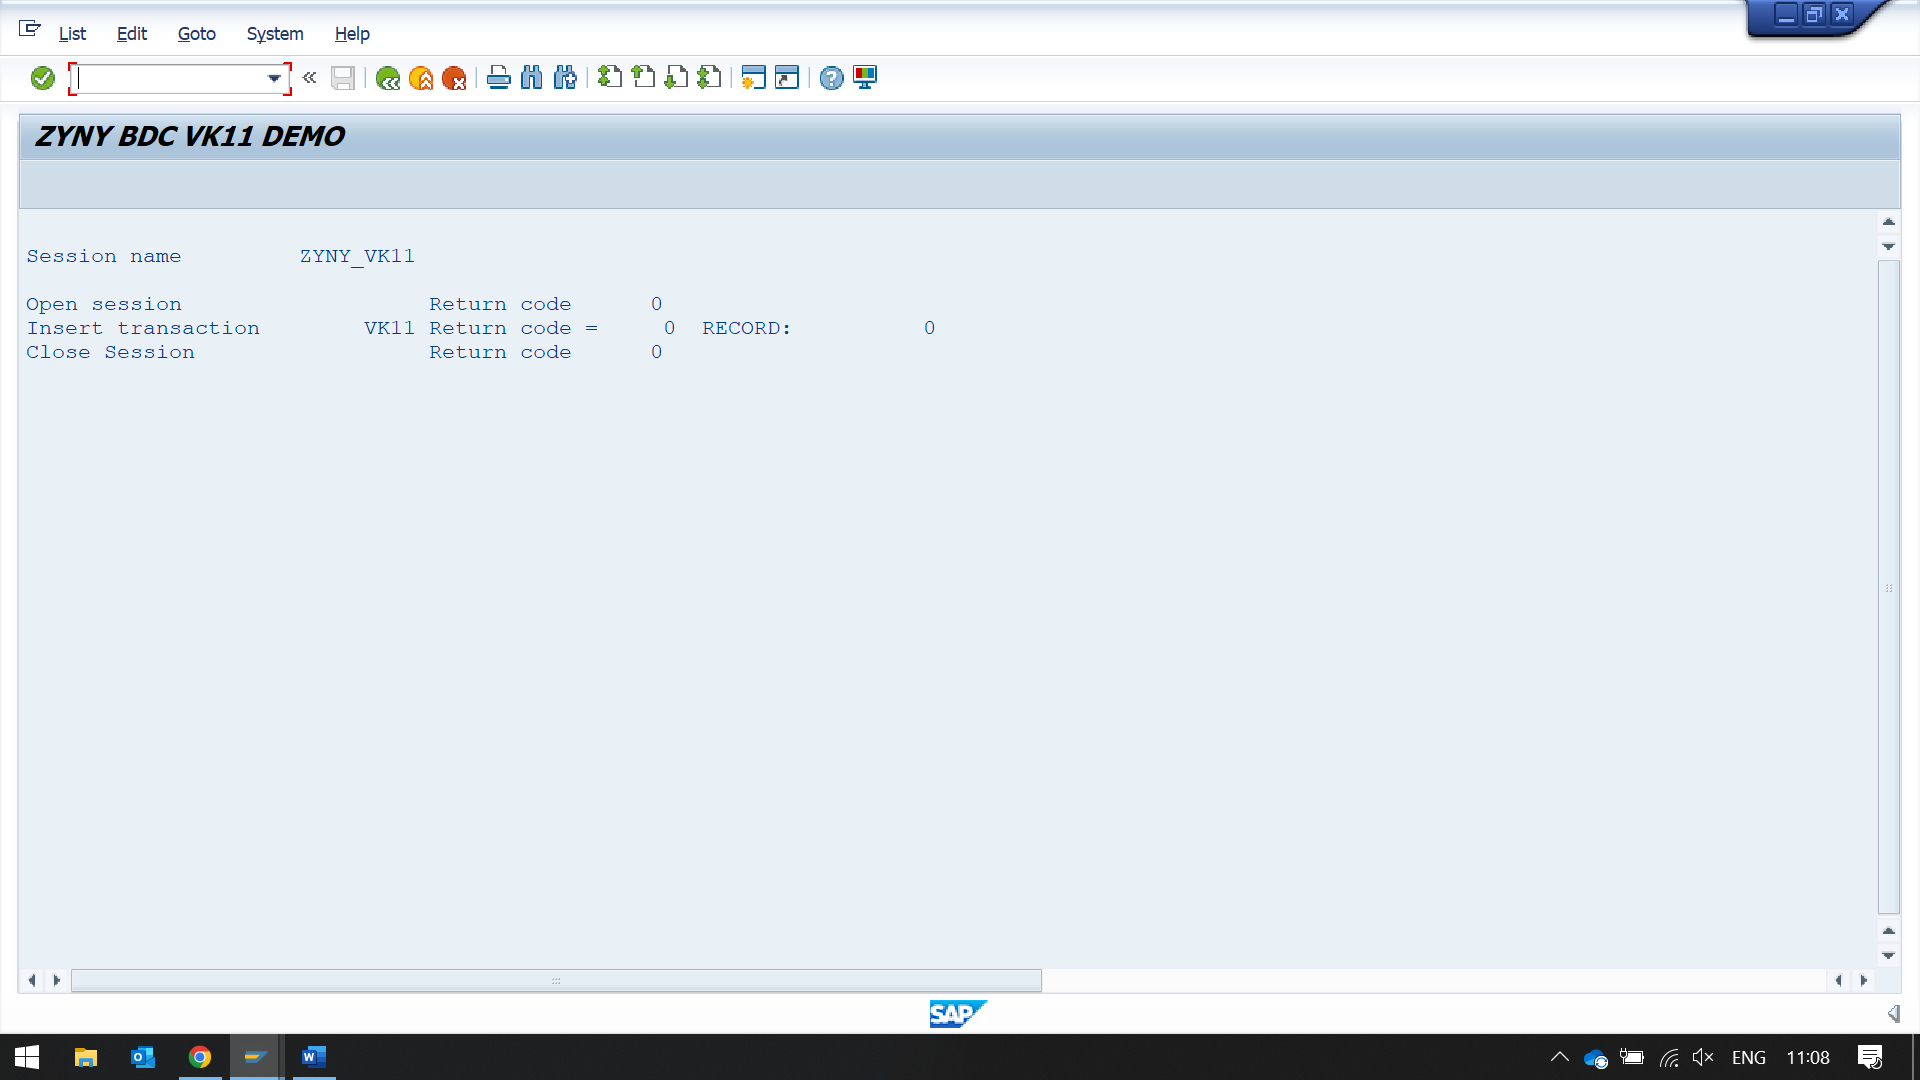 List Edit Goto System Help
ZYNY BDC VK11 DEMO
Session name ZYNY_VK11
Open session Return code 0
Insert transaction VK11 Return code = 0 RECORD: 0
Close Session Return code 0
SAP
ENG 11:08